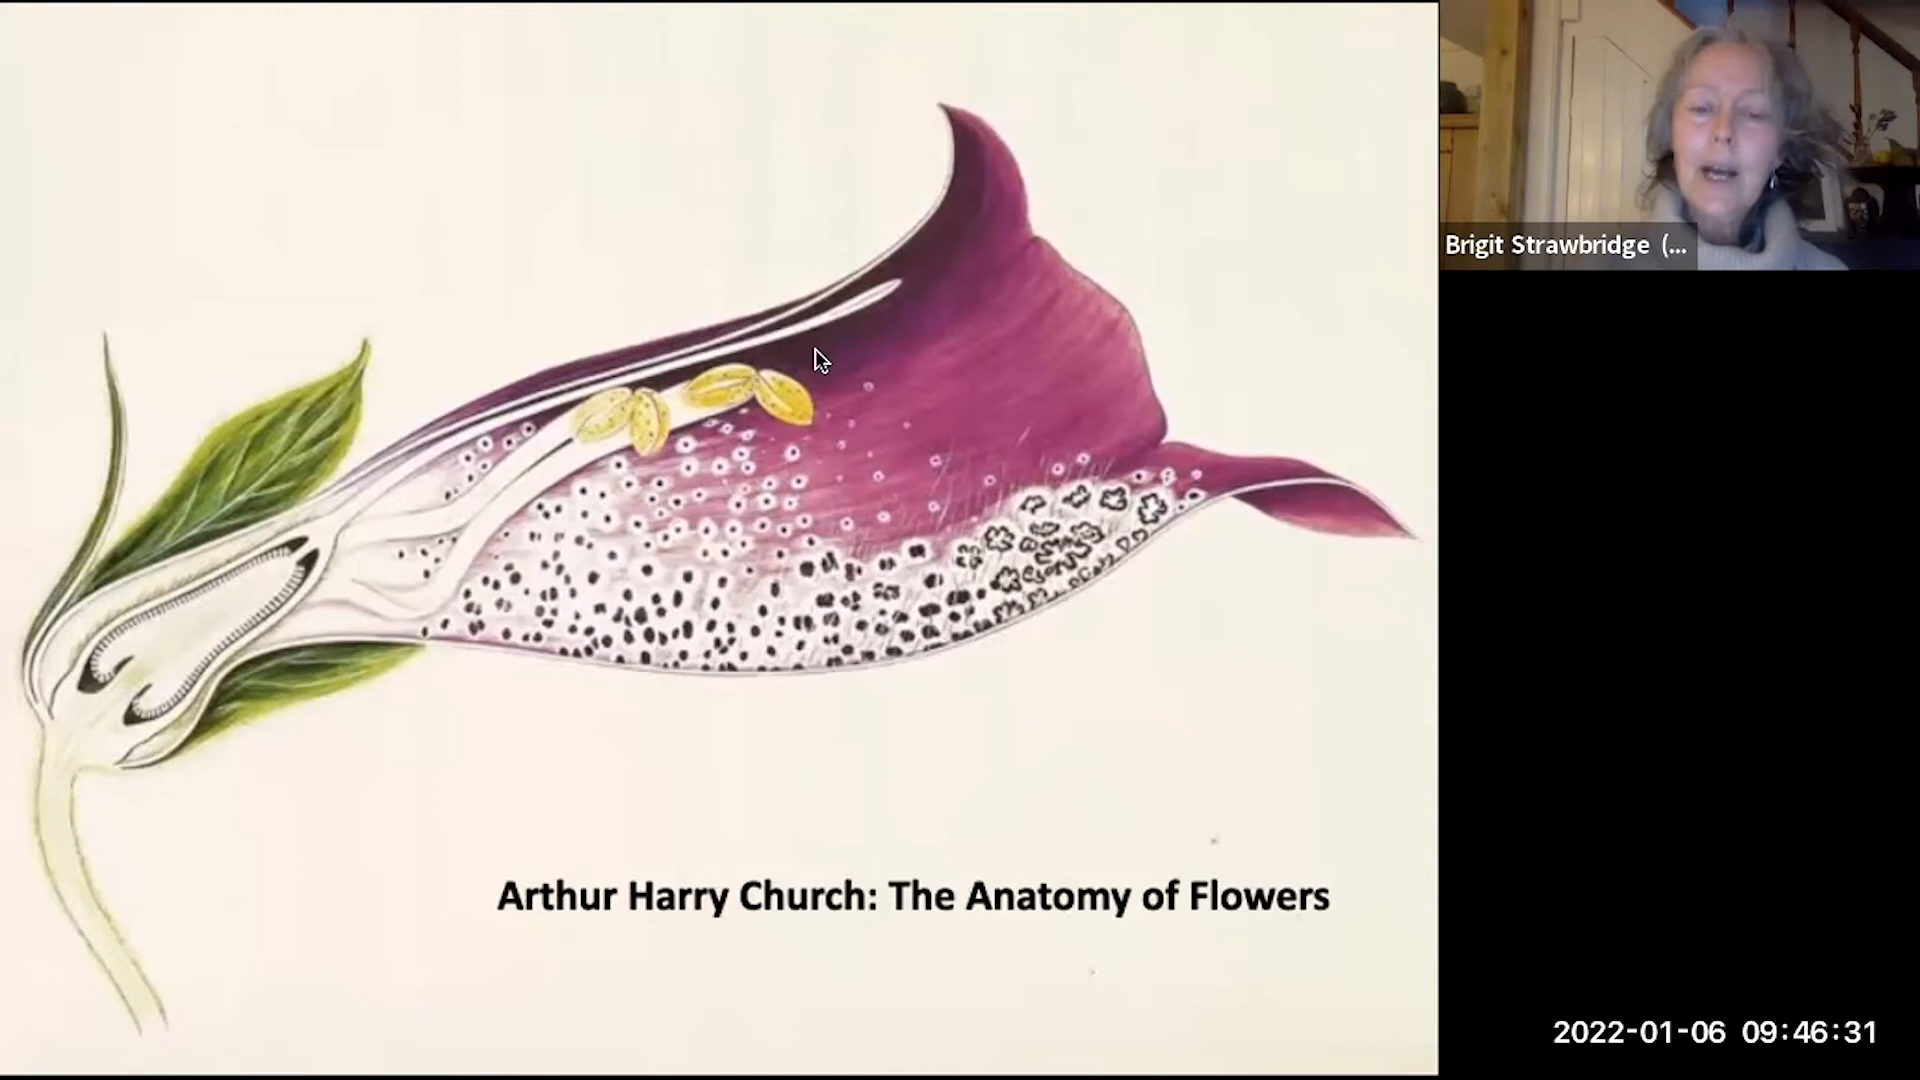 Brigit Strawbridge (...
Arthur Harry Church: The Anatomy of Flowers
2022-01-06 09:46:31